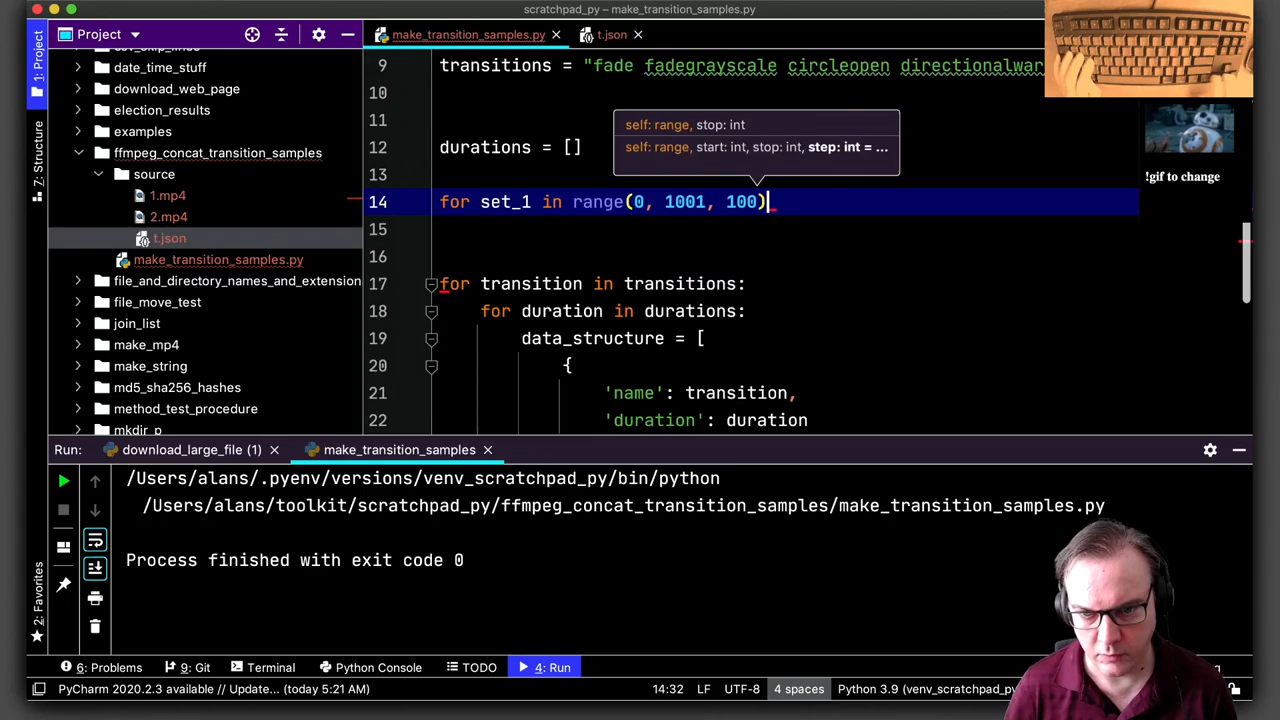 scratchpad_py – make_transition_samples.py
1: Project
Project
make_transition_samples.py
t.json
date_time_stuff
download_web_page
election_results
examples
ffmpeg_concat_transition_samples
source
1.mp4
2.mp4
t.json
make_transition_samples.py
file_and_directory_names_and_extension
file_move_test
join_list
make_mp4
make_string
md5_sha256_hashes
method_test_procedure
mkdir_p
7: Structure
2: Favorites
9 transitions = "fade fadegrayscale circleopen directionalwar
10
11
12 durations = []
13
14 for set_1 in range(0, 1001, 100)
15
16
17 for transition in transitions:
18 for duration in durations:
19 data_structure = [
20 {
21 'name': transition,
22 'duration': duration
self: range, stop: int
self: range, start: int, stop: int, step: int = ...
!gif to change
Run: download_large_file (1) make_transition_samples
/Users/alans/.pyenv/versions/venv_scratchpad_py/bin/python
/Users/alans/toolkit/scratchpad_py/ffmpeg_concat_transition_samples/make_transition_samples.py
Process finished with exit code 0
6: Problems 9: Git Terminal Python Console TODO 4: Run
PyCharm 2020.2.3 available // Update... (today 5:21 AM) 14:32 LF UTF-8 4 spaces Python 3.9 (venv_scratchpad_py)